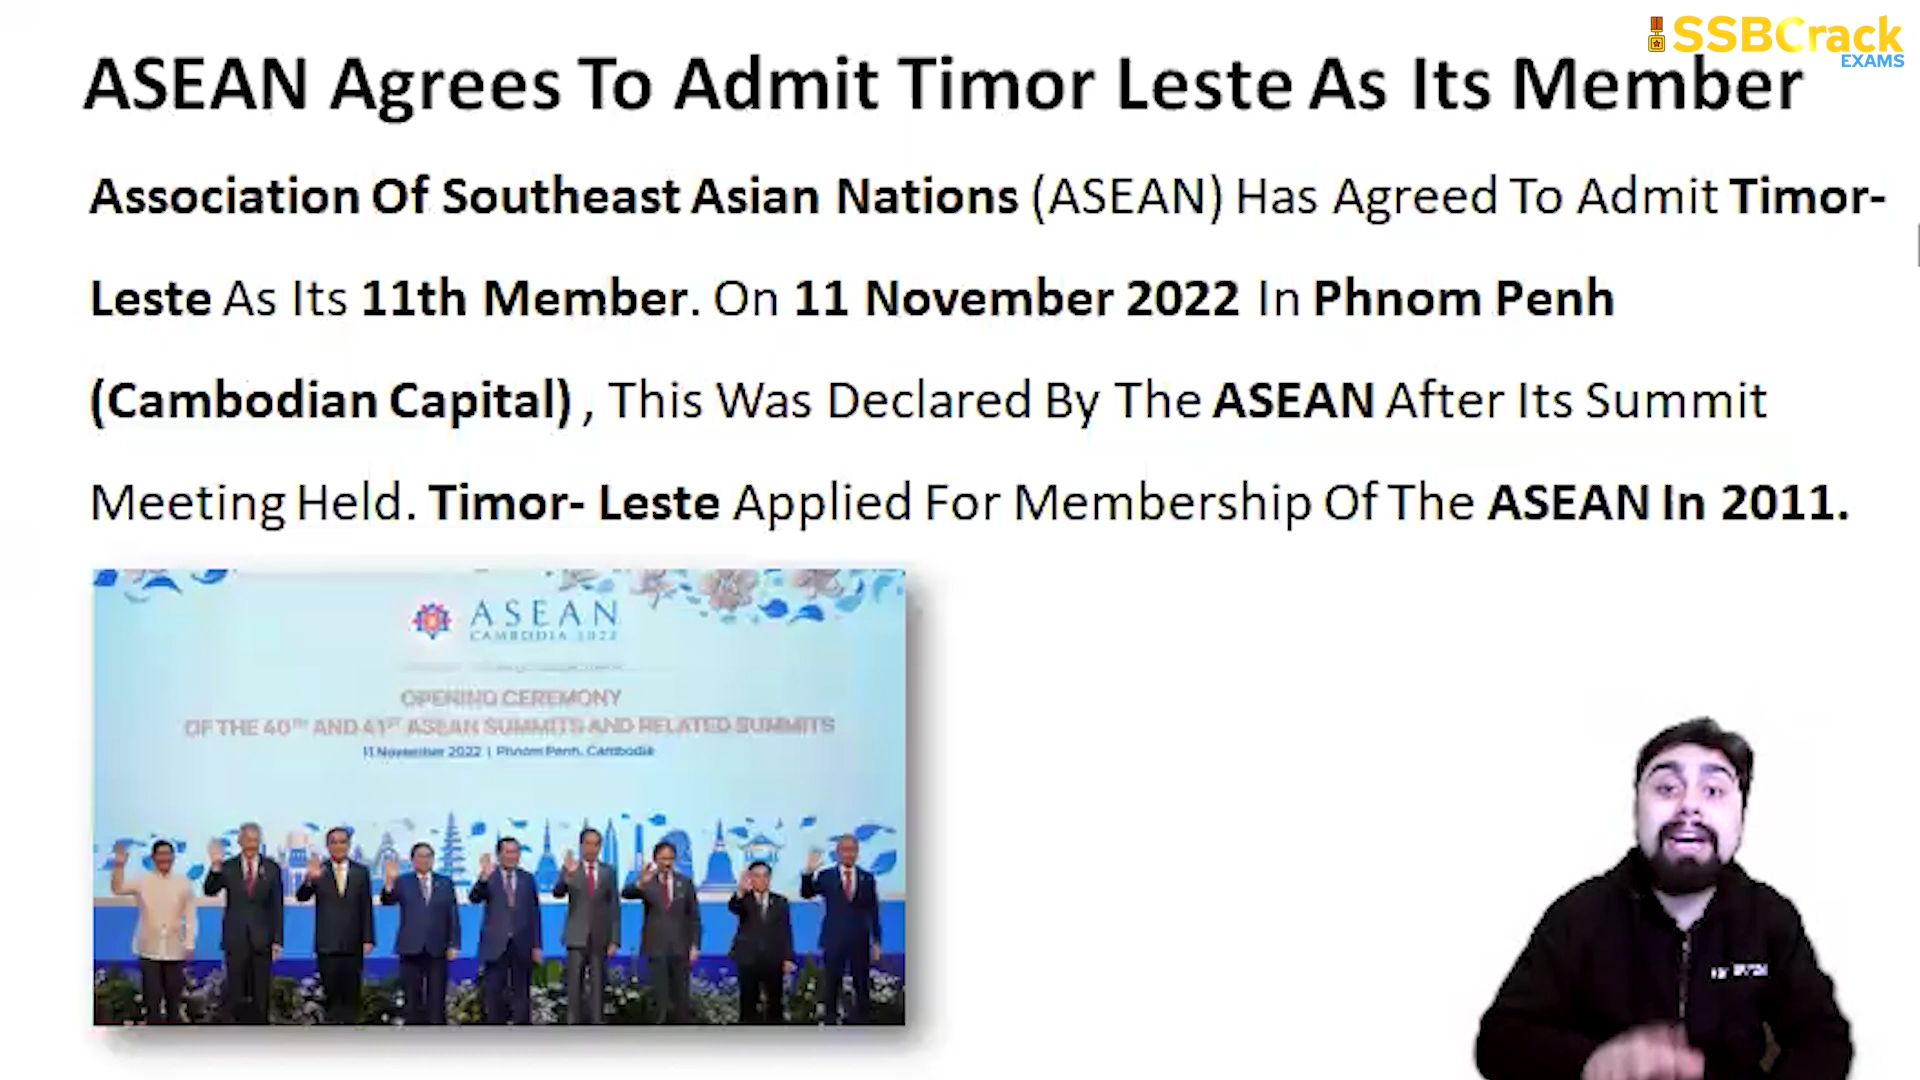 SSBCrack
EXAMS
ASEAN Agrees To Admit Timor Leste As Its Member
Association Of Southeast Asian Nations (ASEAN) Has Agreed To Admit Timor-
Leste As Its 11th Member. On 11 November 2022 In Phnom Penh
(Cambodian Capital) , This Was Declared By The ASEAN After Its Summit
Meeting Held. Timor- Leste Applied For Membership Of The ASEAN In 2011.
ASEAN
CAMBODIA 2022
OPENING CEREMONY
OF THE 40TH AND 41ST ASEAN SUMMITS AND RELATED SUMMITS
11 November 2022 | Phnom Penh, Cambodia